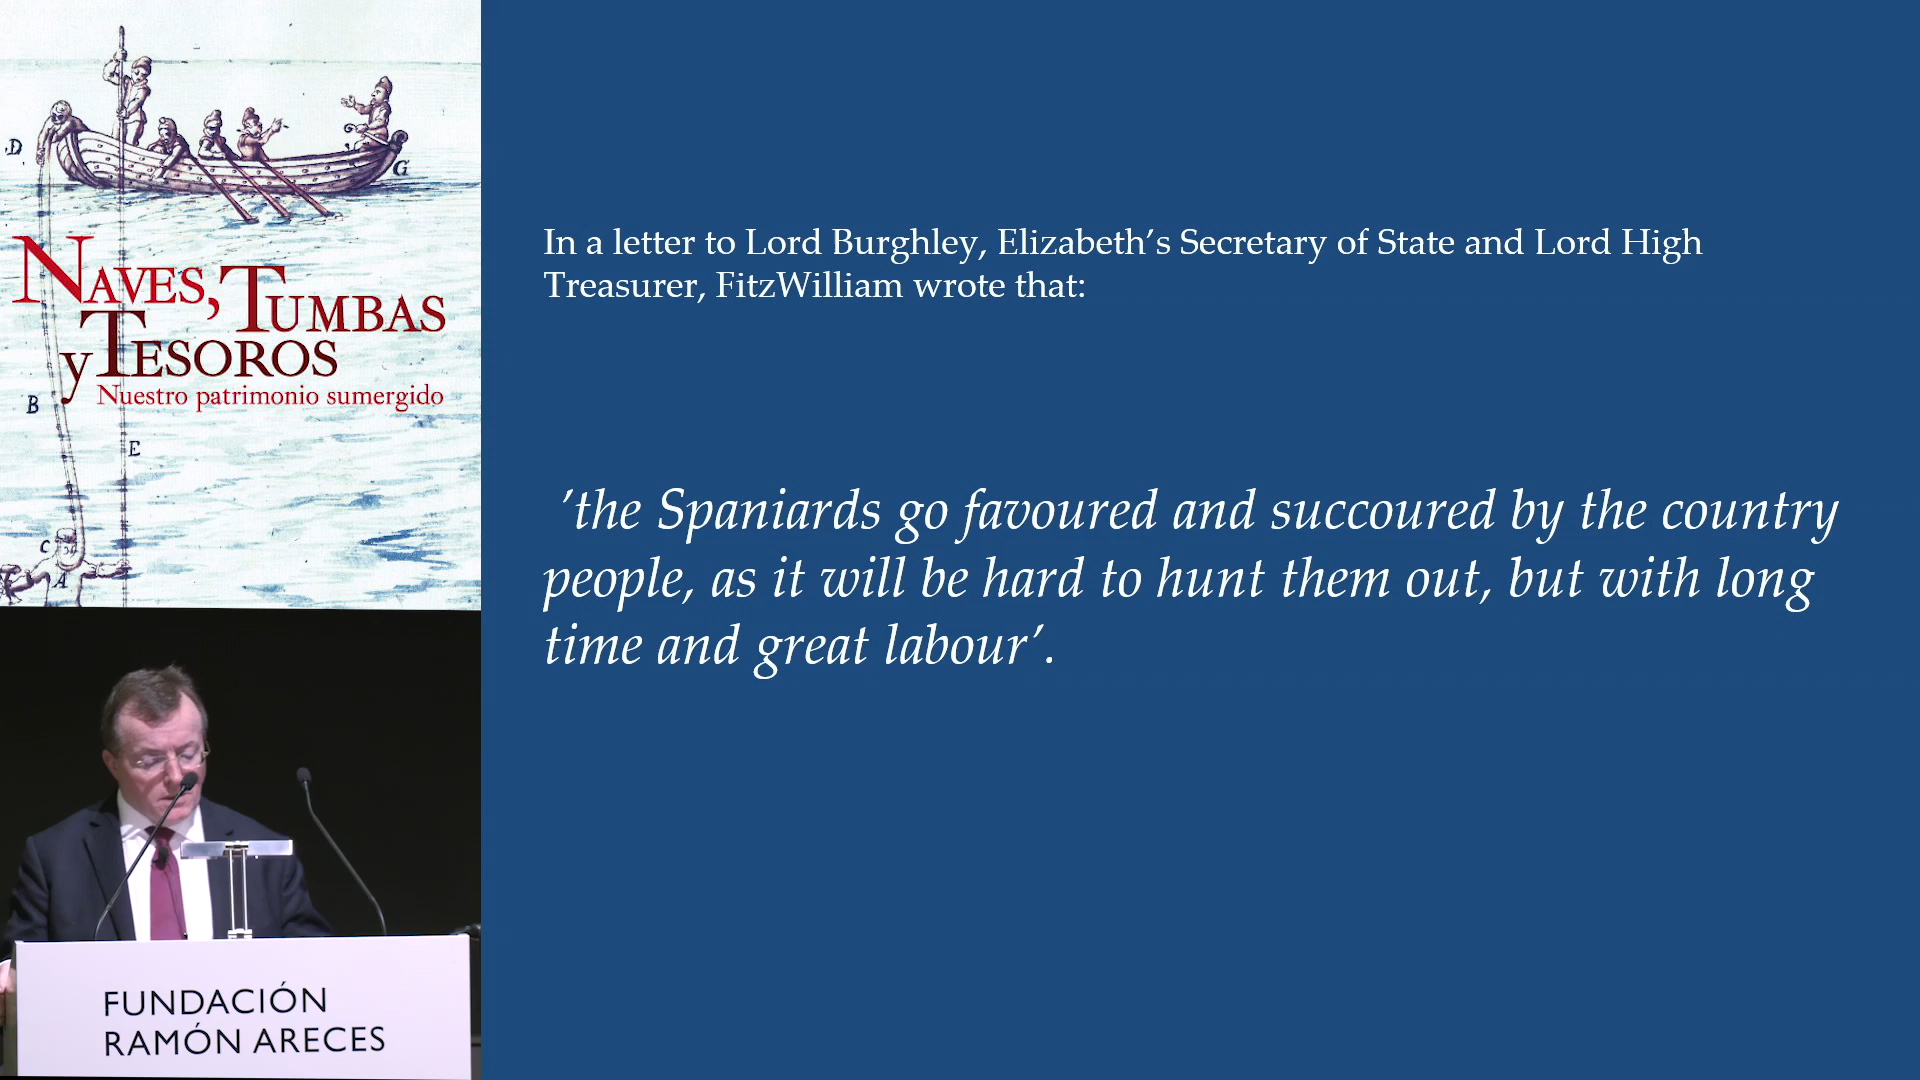 D
G
NAVES, TUMBAS
y TESOROS
Nuestro patrimonio sumergido
B
E
C
A
In a letter to Lord Burghley, Elizabeth’s Secretary of State and Lord High
Treasurer, FitzWilliam wrote that:
’the Spaniards go favoured and succoured by the country
people, as it will be hard to hunt them out, but with long
time and great labour’.
FUNDACIÓN
RAMÓN ARECES